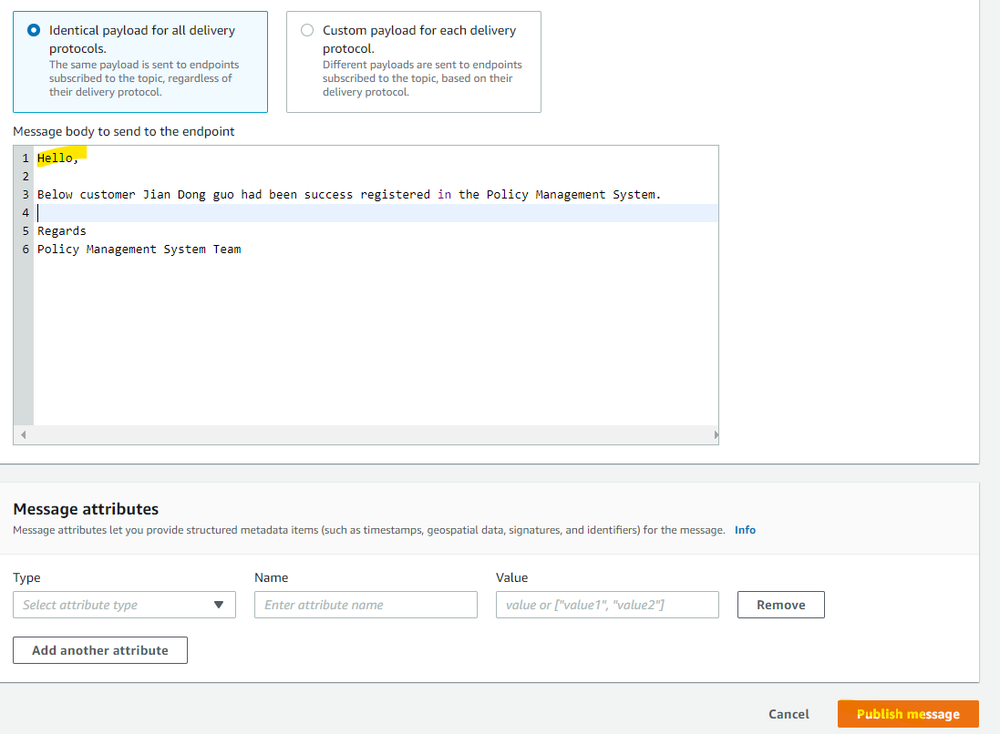 Identical payload for all delivery
protocols.
The same payload is sent to endpoints
subscribed to the topic, regardless of
their delivery protocol.
Custom payload for each delivery
protocol.
Different payloads are sent to endpoints
subscribed to the topic, based on their
delivery protocol.
Message body to send to the endpoint
1 Hello,
2
3 Below customer Jian Dong guo had been success registered in the Policy Management System.
4
5 Regards
6 Policy Management System Team
Message attributes
Message attributes let you provide structured metadata items (such as timestamps, geospatial data, signatures, and identifiers) for the message. Info
Type Name Value
Select attribute type Enter attribute name value or ["value1", "value2"] Remove
Add another attribute
Cancel Publish message